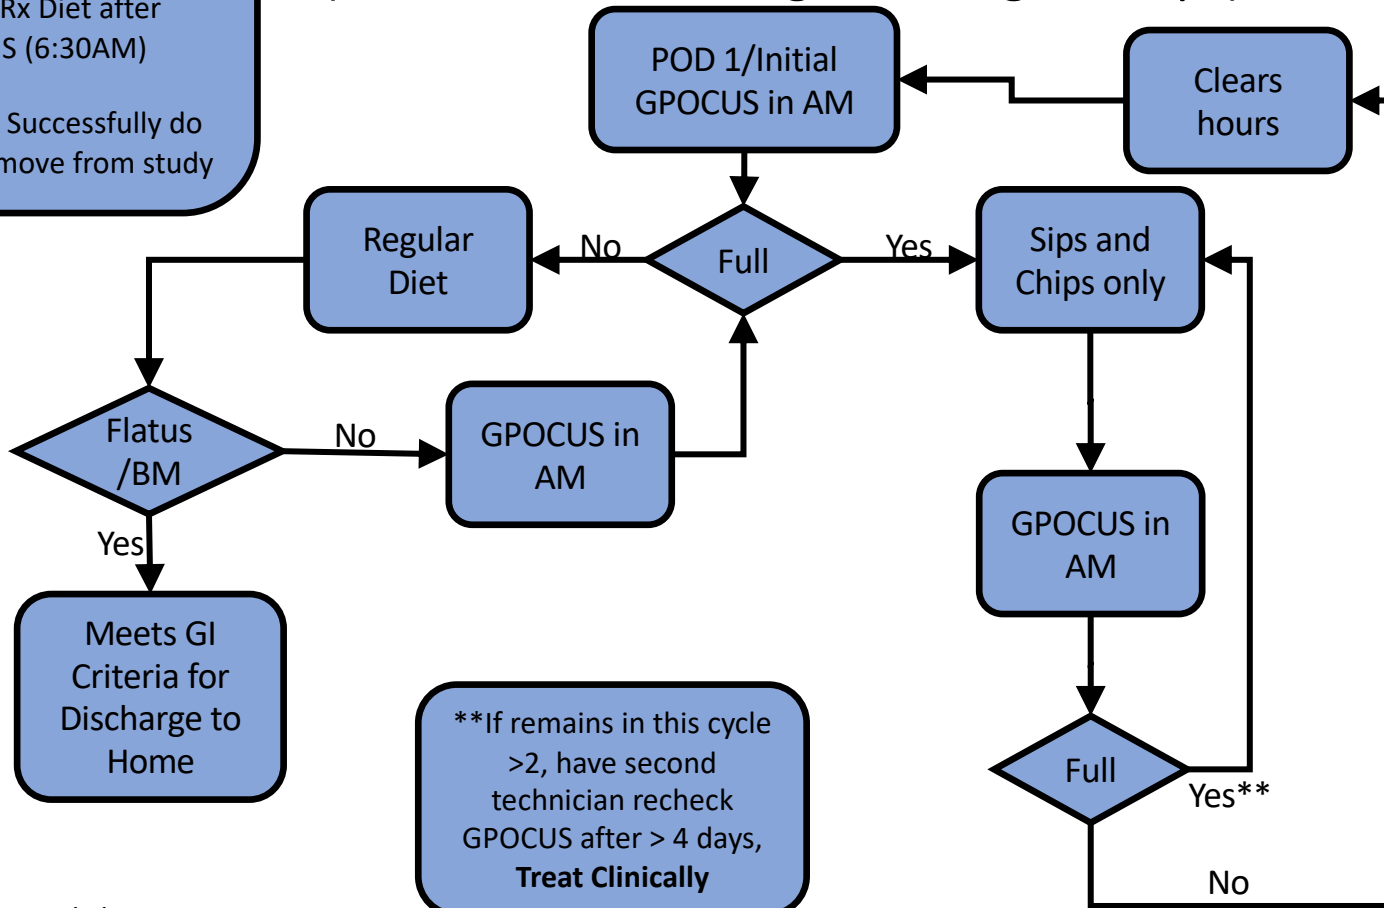 Rx Diet after
S (6:30AM)
Successfully do
move from study
POD 1/Initial
GPOCUS in AM
Clears
hours
Regular
Diet
No
Full
Yes
Sips and
Chips only
Flatus
/BM
No
GPOCUS in
AM
GPOCUS in
AM
Yes
Meets GI
Criteria for
Discharge to
Home
**If remains in this cycle
>2, have second
technician recheck
GPOCUS after > 4 days,
Treat Clinically
Full
Yes**
No